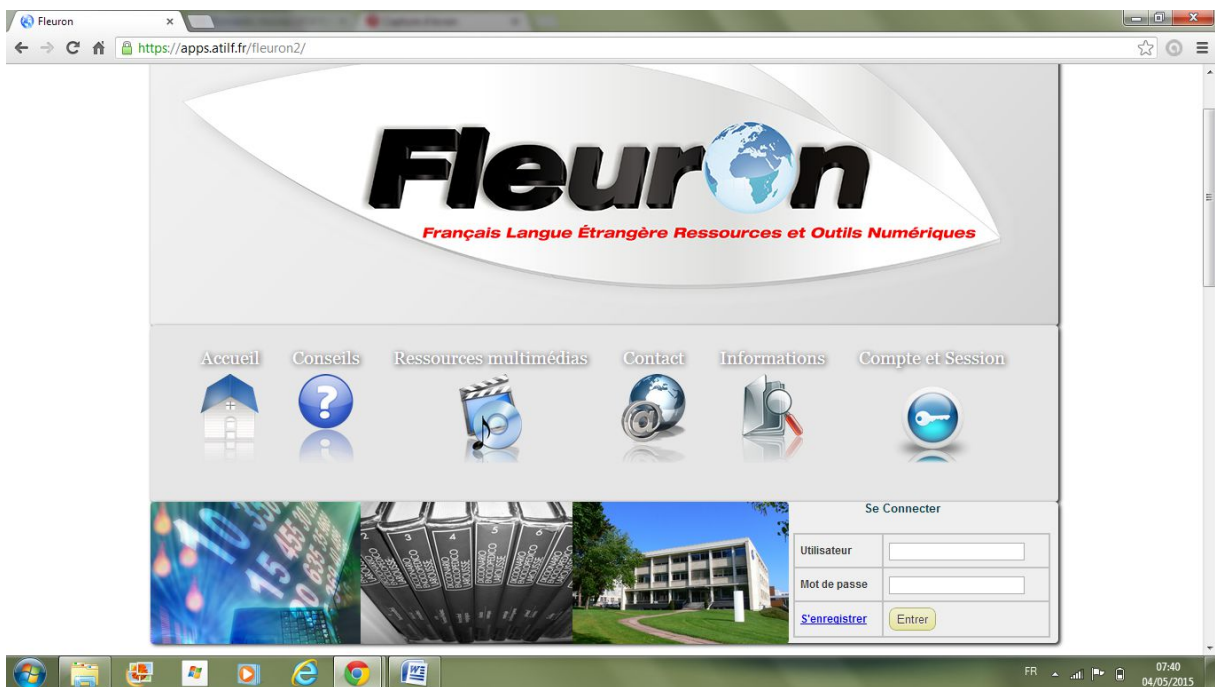 Fleuron
https://apps.atilf.fr/fleuron2/
Fleuron
Français Langue Étrangère Ressources et Outils Numériques
Accueil Conseils Ressources multimédias Contact Informations Compte et Session
Se Connecter
Utilisateur
Mot de passe
S'enregistrer Entrer
FR
07:40
04/05/2015